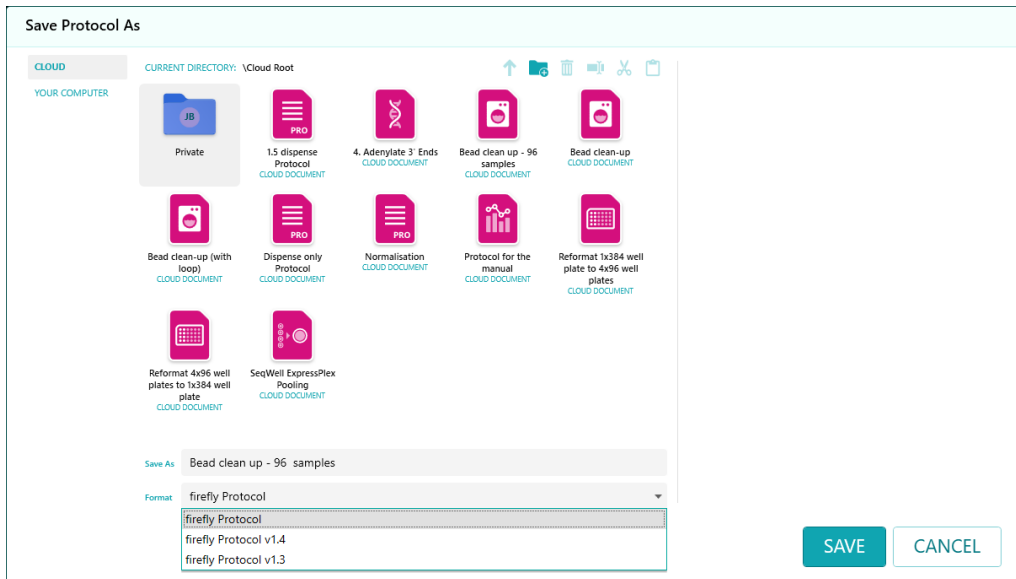 Save Protocol As
CLOUD
YOUR COMPUTER
CURRENT DIRECTORY: \Cloud Root
JB
Private
PRO
1.5 dispense
Protocol
CLOUD DOCUMENT
4. Adenylate 3` Ends
CLOUD DOCUMENT
Bead clean up - 96
samples
CLOUD DOCUMENT
Bead clean-up
CLOUD DOCUMENT
Bead clean-up (with
loop)
CLOUD DOCUMENT
PRO
Dispense only
Protocol
CLOUD DOCUMENT
PRO
Normalisation
CLOUD DOCUMENT
Protocol for the
manual
CLOUD DOCUMENT
Reformat 1x384 well
plate to 4x96 well
plates
CLOUD DOCUMENT
Reformat 4x96 well
plates to 1x384 well
plate
CLOUD DOCUMENT
SeqWell ExpressPlex
Pooling
CLOUD DOCUMENT
Save As Bead clean up - 96  samples
Format firefly Protocol
firefly Protocol
firefly Protocol v1.4
firefly Protocol v1.3
SAVE
CANCEL